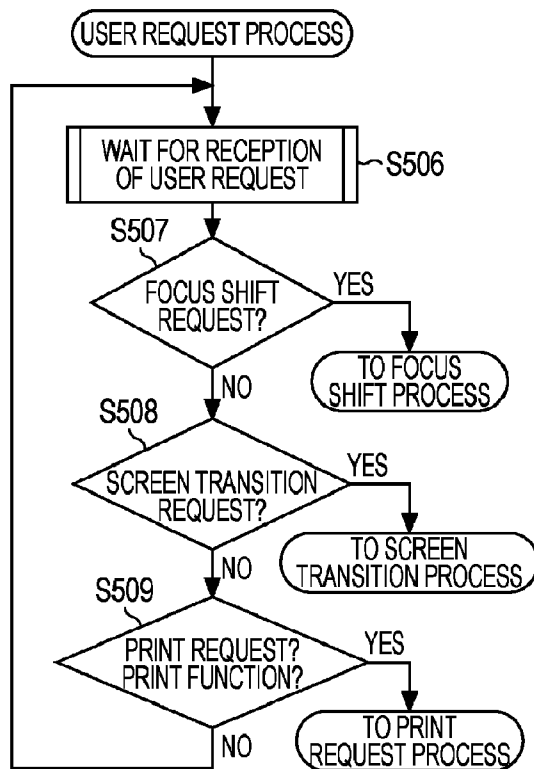 USER REQUEST PROCESS
WAIT FOR RECEPTION
OF USER REQUEST
S506
S507
FOCUS SHIFT
REQUEST?
YES
TO FOCUS
SHIFT PROCESS
NO
S508
SCREEN TRANSITION
REQUEST?
YES
TO SCREEN
TRANSITION PROCESS
NO
S509
PRINT REQUEST?
PRINT FUNCTION?
YES
TO PRINT
REQUEST PROCESS
NO